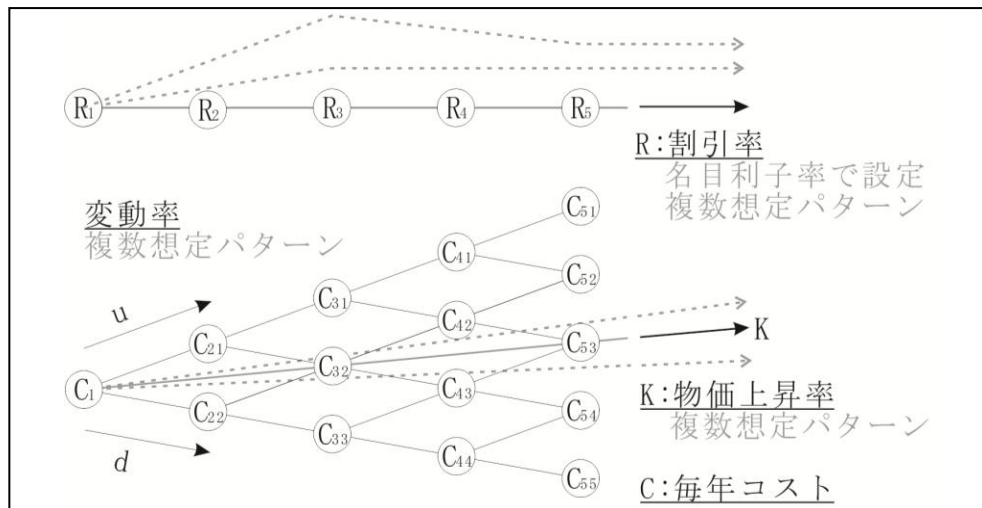 R1
R2
R3
R4
R5
R:割引率
名目利子率で設定
複数想定パターン
変動率
複数想定パターン
u
d
C1
C21
C22
C31
C32
C33
C41
C42
C43
C44
C51
C52
C53
C54
C55
K
K:物価上昇率
複数想定パターン
C:毎年コスト